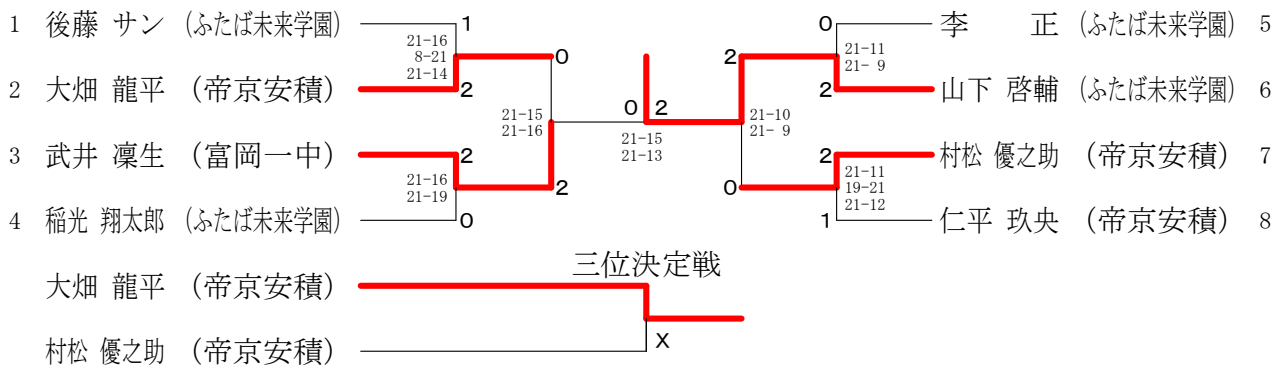 1 後藤 サン (ふたば未来学園)
1
21-16
8-21
21-14
0
2 大畑 龍平 (帝京安積)
2
21-15
21-16
3 武井 凜生 (富岡一中)
2
21-16
21-19
2
4 稲光 翔太郎 (ふたば未来学園)
0
0 2
21-15
21-13
0
李 正 (ふたば未来学園) 5
2
21-11
21- 9
2
山下 啓輔 (ふたば未来学園) 6
21-10
21- 9
2
村松 優之助 (帝京安積) 7
0
21-11
19-21
21-12
1
仁平 玖央 (帝京安積) 8
三位決定戦
大畑 龍平 (帝京安積)
村松 優之助 (帝京安積)
X